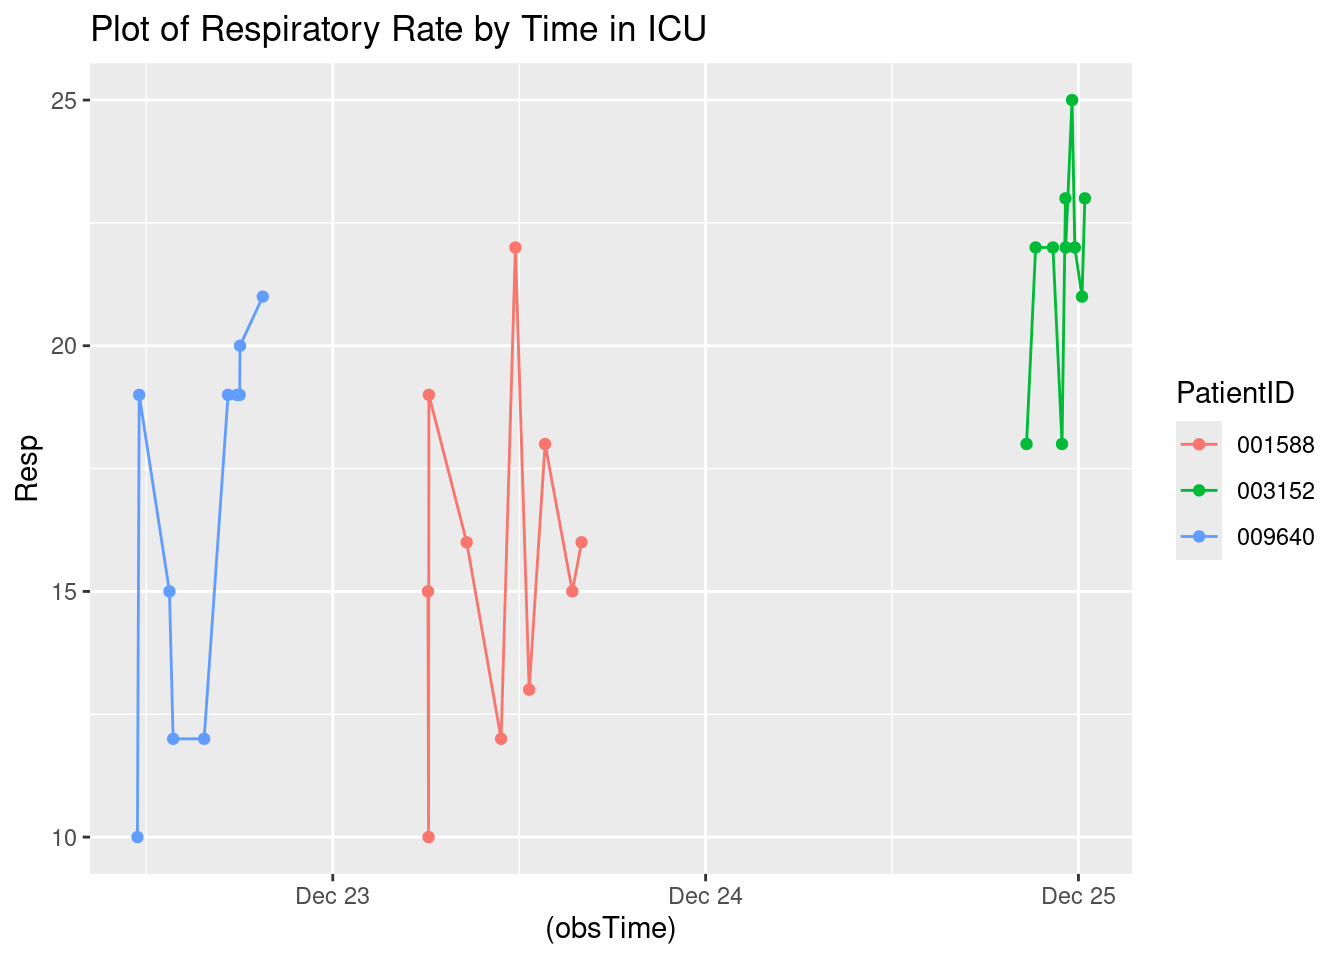 Plot of Respiratory Rate by Time in ICU
25
20
15
10
Resp
Dec 23
Dec 24
Dec 25
(obsTime)
PatientID
001588
003152
009640